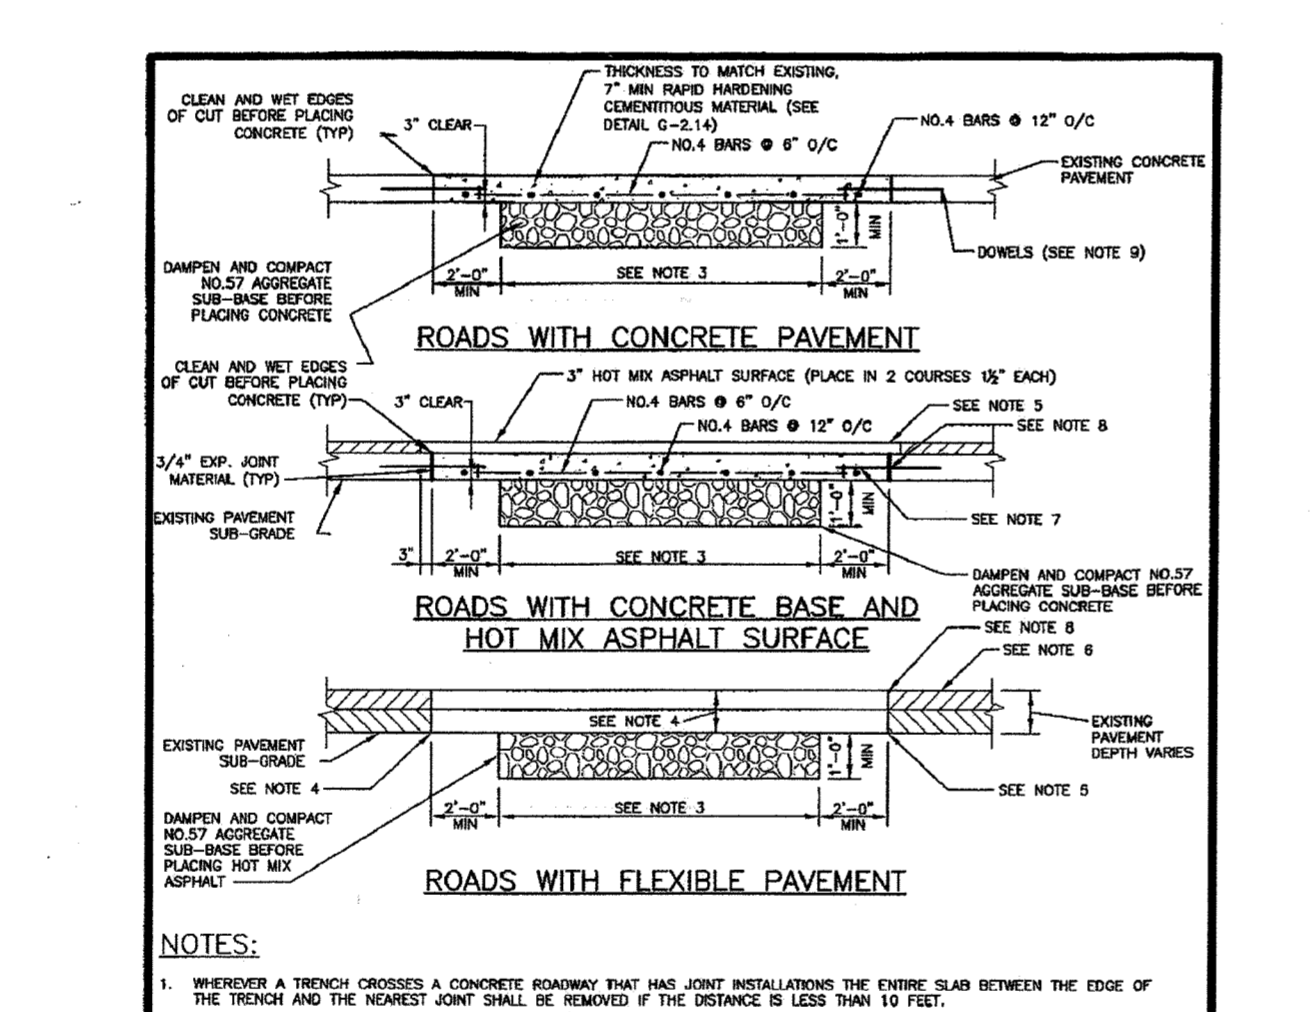 THICKNESS TO MATCH EXISTING,
7" MIN RAPID HARDENING
CEMENTITIOUS MATERIAL (SEE
DETAIL G-2.14)
CLEAN AND WET EDGES
OF CUT BEFORE PLACING
CONCRETE (TYP)
3" CLEAR
NO.4 BARS @ 6" O/C
NO.4 BARS @ 12" O/C
EXISTING CONCRETE
PAVEMENT
1'-0"
MIN
DOWELS (SEE NOTE 9)
DAMPEN AND COMPACT
NO.57 AGGREGATE
SUB-BASE BEFORE
PLACING CONCRETE
2'-0"
MIN
SEE NOTE 3
2'-0"
MIN
ROADS WITH CONCRETE PAVEMENT
CLEAN AND WET EDGES
OF CUT BEFORE PLACING
CONCRETE (TYP)
3" HOT MIX ASPHALT SURFACE (PLACE IN 2 COURSES 1½" EACH)
3" CLEAR
NO.4 BARS @ 6" O/C
NO.4 BARS @ 12" O/C
SEE NOTE 5
SEE NOTE 8
3/4" EXP. JOINT
MATERIAL (TYP)
EXISTING PAVEMENT
SUB-GRADE
1'-0"
MIN
SEE NOTE 7
3"
2'-0"
MIN
SEE NOTE 3
2'-0"
MIN
DAMPEN AND COMPACT NO.57
AGGREGATE SUB-BASE BEFORE
PLACING CONCRETE
ROADS WITH CONCRETE BASE AND
HOT MIX ASPHALT SURFACE
SEE NOTE 8
SEE NOTE 6
SEE NOTE 4
EXISTING
PAVEMENT
DEPTH VARIES
EXISTING PAVEMENT
SUB-GRADE
1'-0"
MIN
SEE NOTE 4
SEE NOTE 5
2'-0"
MIN
SEE NOTE 3
2'-0"
MIN
DAMPEN AND COMPACT
NO.57 AGGREGATE
SUB-BASE BEFORE
PLACING HOT MIX
ASPHALT
ROADS WITH FLEXIBLE PAVEMENT
NOTES:
1. WHEREVER A TRENCH CROSSES A CONCRETE ROADWAY THAT HAS JOINT INSTALLATIONS THE ENTIRE SLAB BETWEEN THE EDGE OF
THE TRENCH AND THE NEAREST JOINT SHALL BE REMOVED IF THE DISTANCE IS LESS THAN 10 FEET.